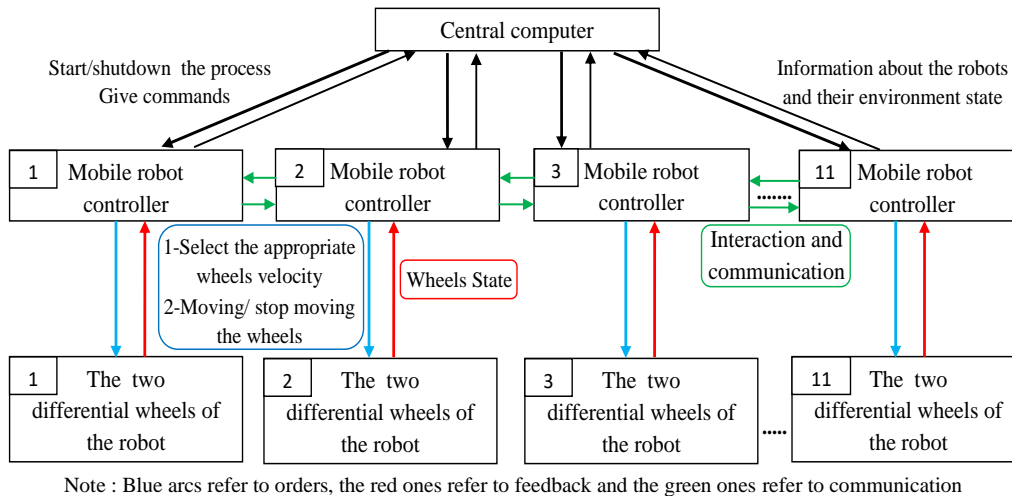 Central computer
Start/shutdown the process
Give commands
Information about the robots
and their environment state
1
Mobile robot
controller
2
Mobile robot
controller
3
Mobile robot
controller
.......
11
Mobile robot
controller
1-Select the appropriate
wheels velocity
2-Moving/ stop moving
the wheels
Wheels State
Interaction and
communication
1
The two
differential wheels of
the robot
2
The two
differential wheels of
the robot
3
The two
differential wheels of
the robot
.....
11
The two
differential wheels of
the robot
Note : Blue arcs refer to orders, the red ones refer to feedback and the green ones refer to communication